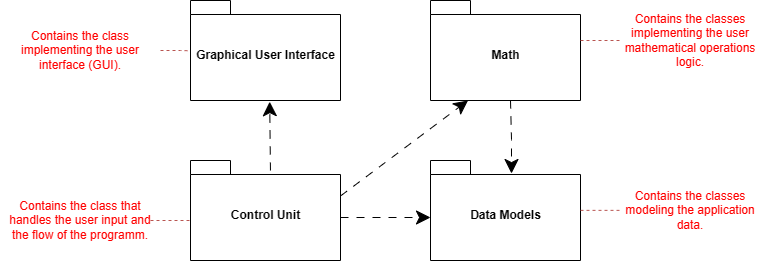 Contains the class
implementing the user
interface (GUI).
Graphical User Interface
Math
Contains the classes
implementing the user
mathematical operations
logic.
Contains the class that
handles the user input and
the flow of the programm.
Control Unit
Data Models
Contains the classes
modeling the application
data.